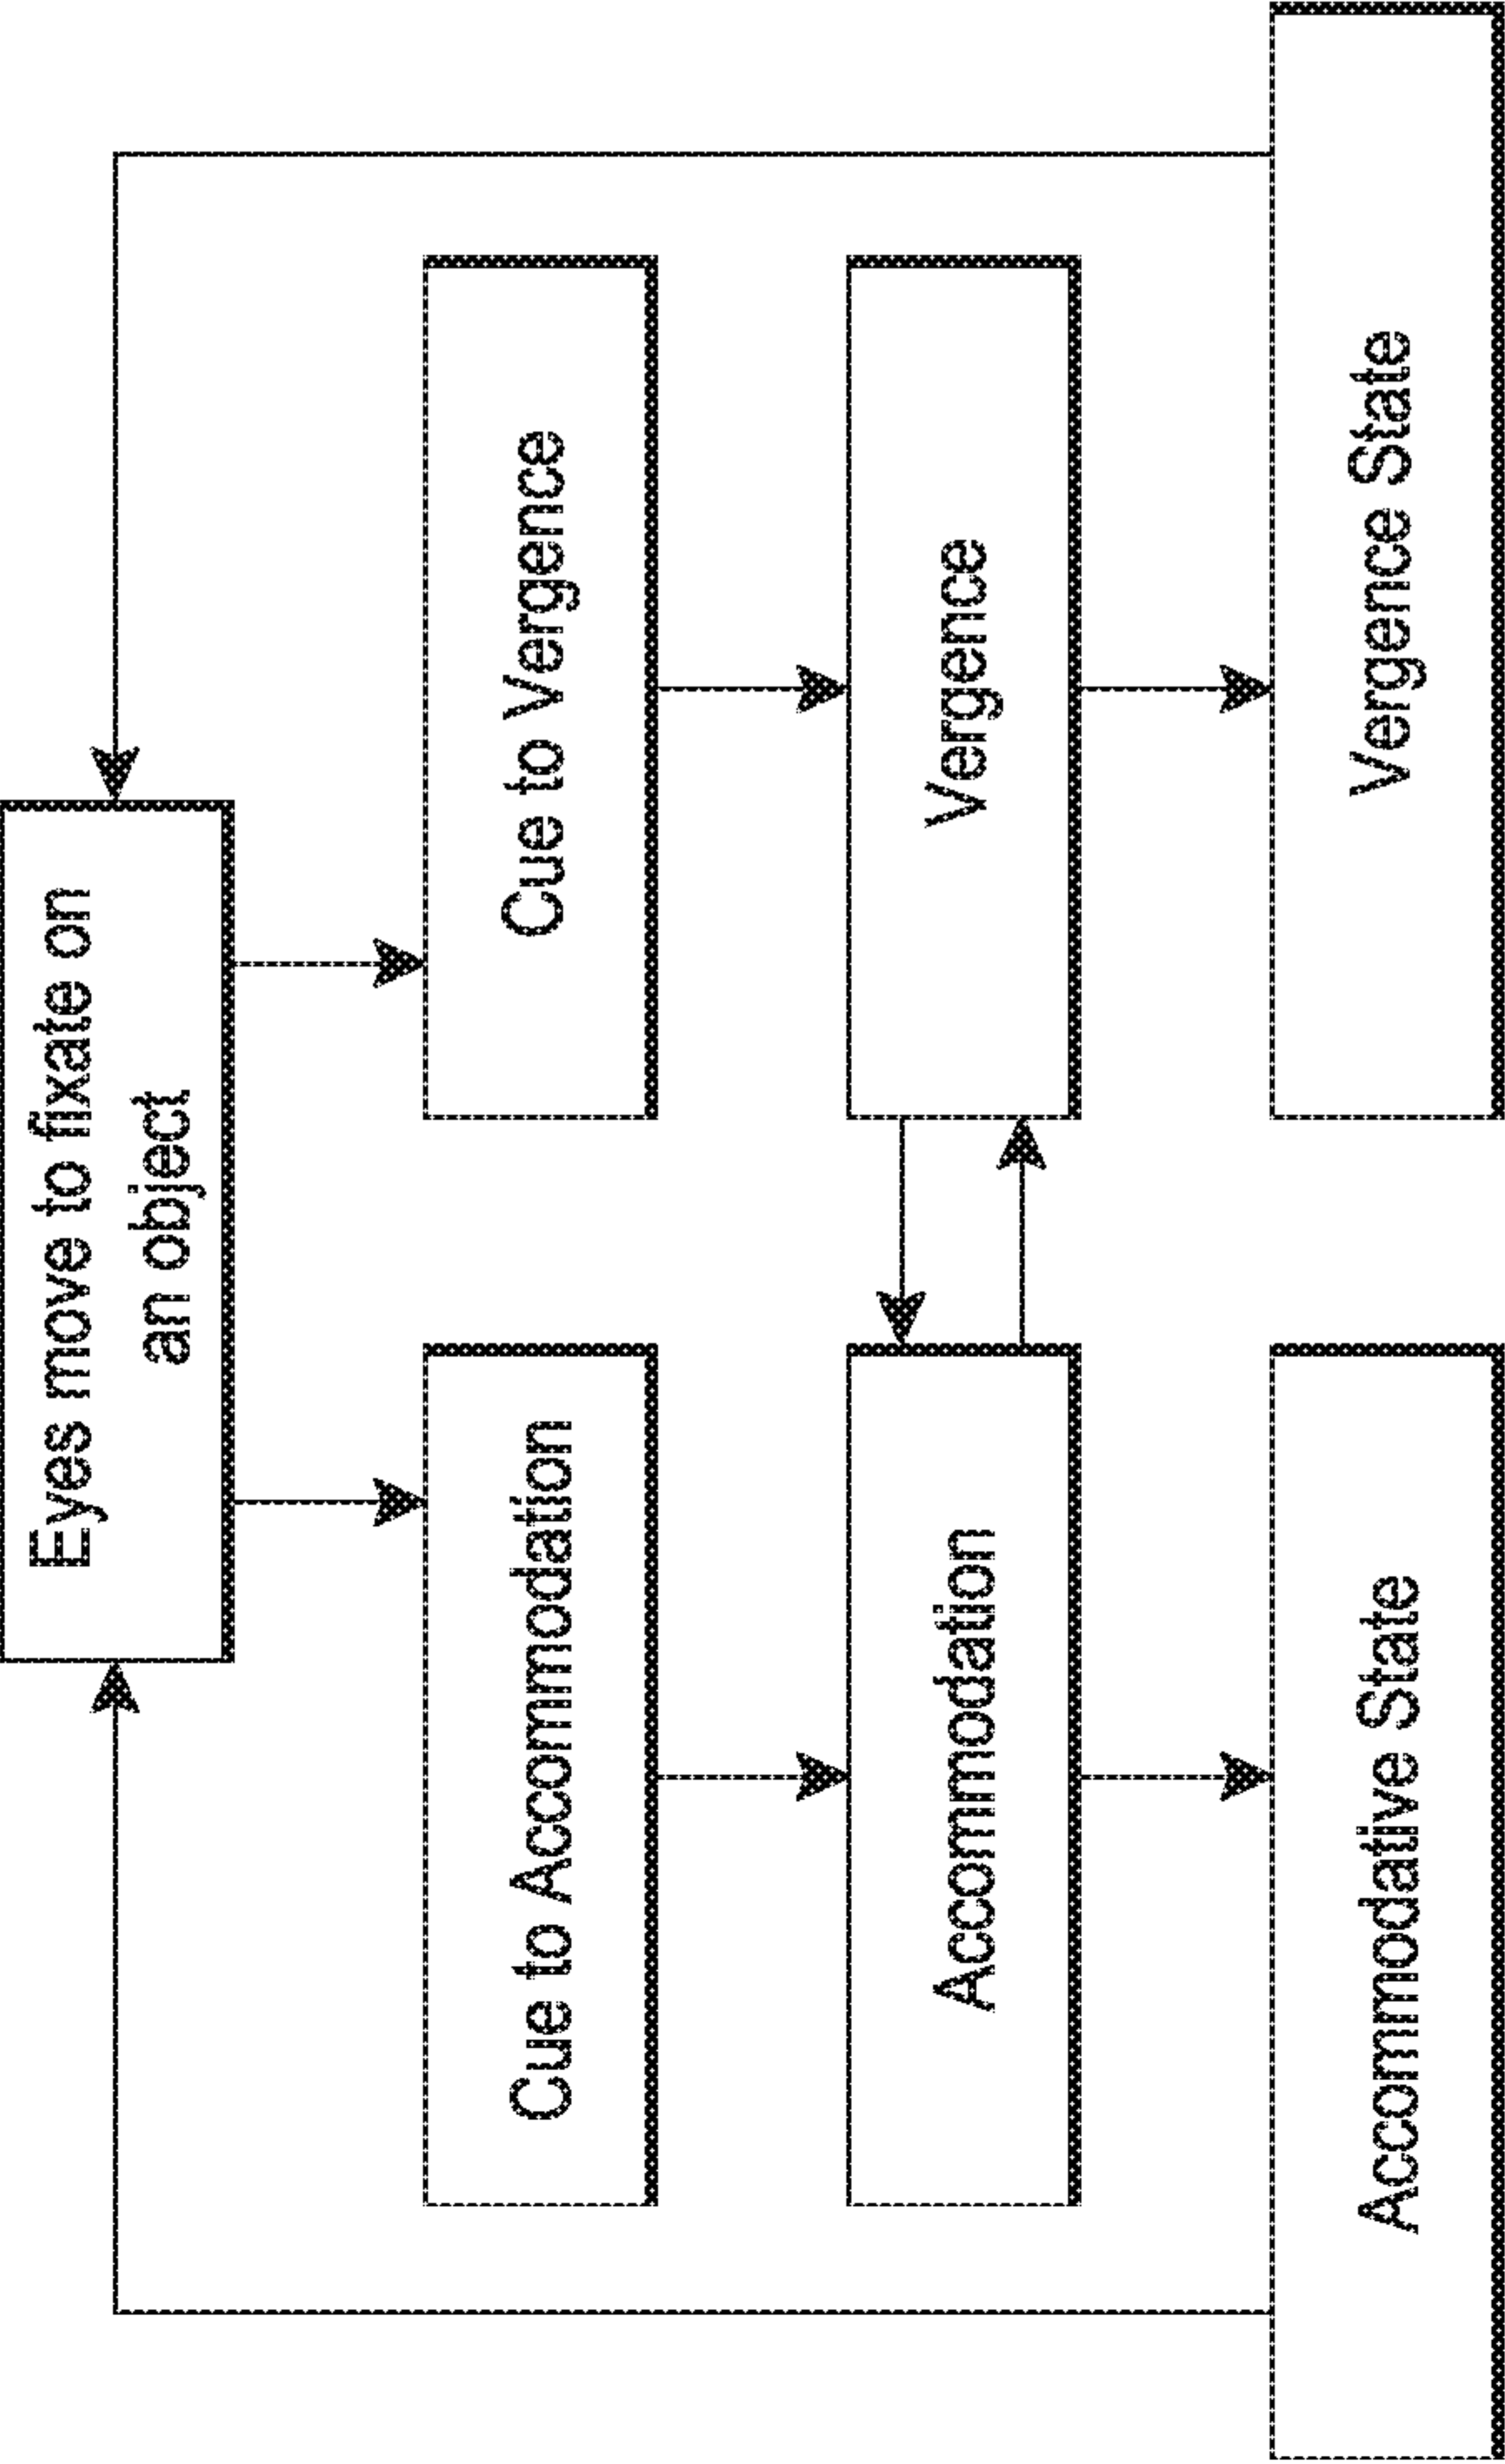 Eyes move to fixate on
an object
Cue to Accommodation
Cue to Vergence
Accommodation
Vergence
Accommodative State
Vergence State